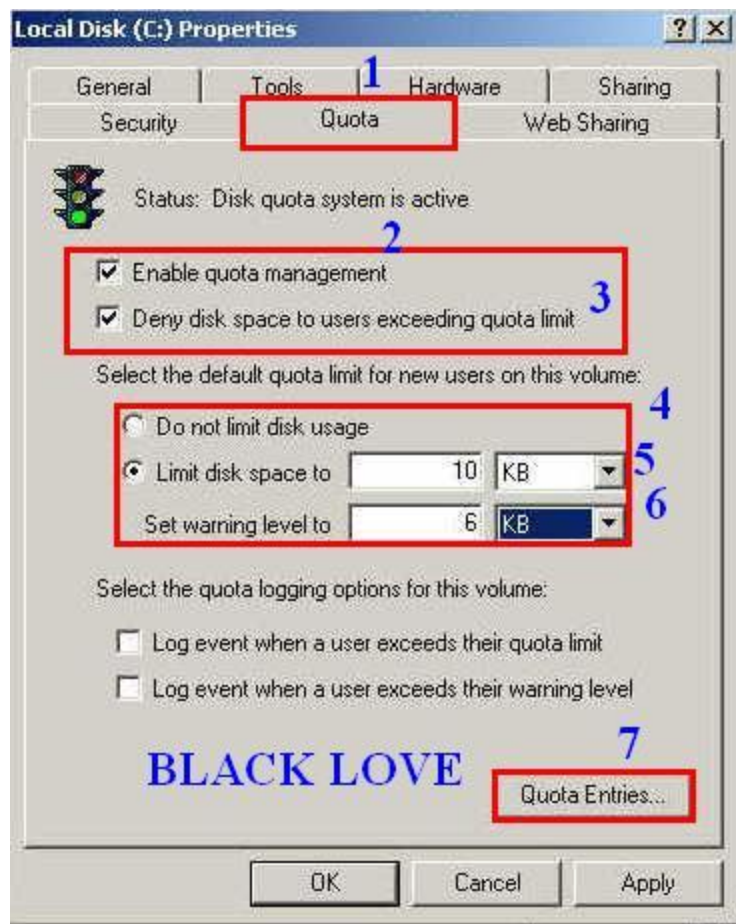 Local Disk (C:) Properties
? X
1
General Tools Hardware Sharing
Security Quota Web Sharing
Status: Disk quota system is active
2
Enable quota management
3
Deny disk space to users exceeding quota limit
Select the default quota limit for new users on this volume:
4
Do not limit disk usage
Limit disk space to 10 KB
5
6
Set warning level to 6 KB
Select the quota logging options for this volume:
Log event when a user exceeds their quota limit
Log event when a user exceeds their warning level
7
BLACK LOVE
Quota Entries...
OK Cancel Apply